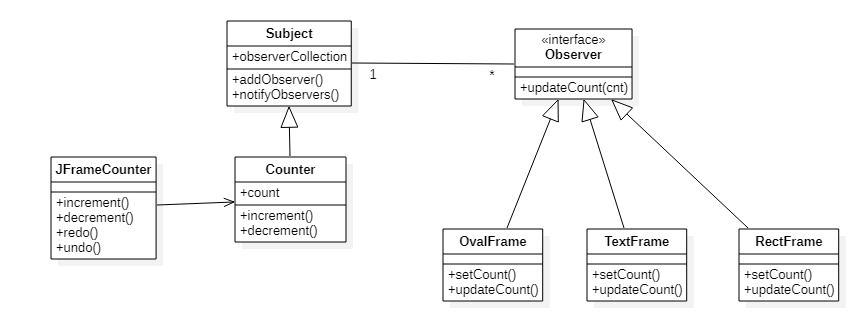 Subject
+observerCollection
+addObserver()
+notifyObservers()
1
*
«interface»
Observer
+updateCount(cnt)
JFrameCounter
+increment()
+decrement()
+redo()
+undo()
Counter
+count
+increment()
+decrement()
OvalFrame
+setCount()
+updateCount()
TextFrame
+setCount()
+updateCount()
RectFrame
+setCount()
+updateCount()